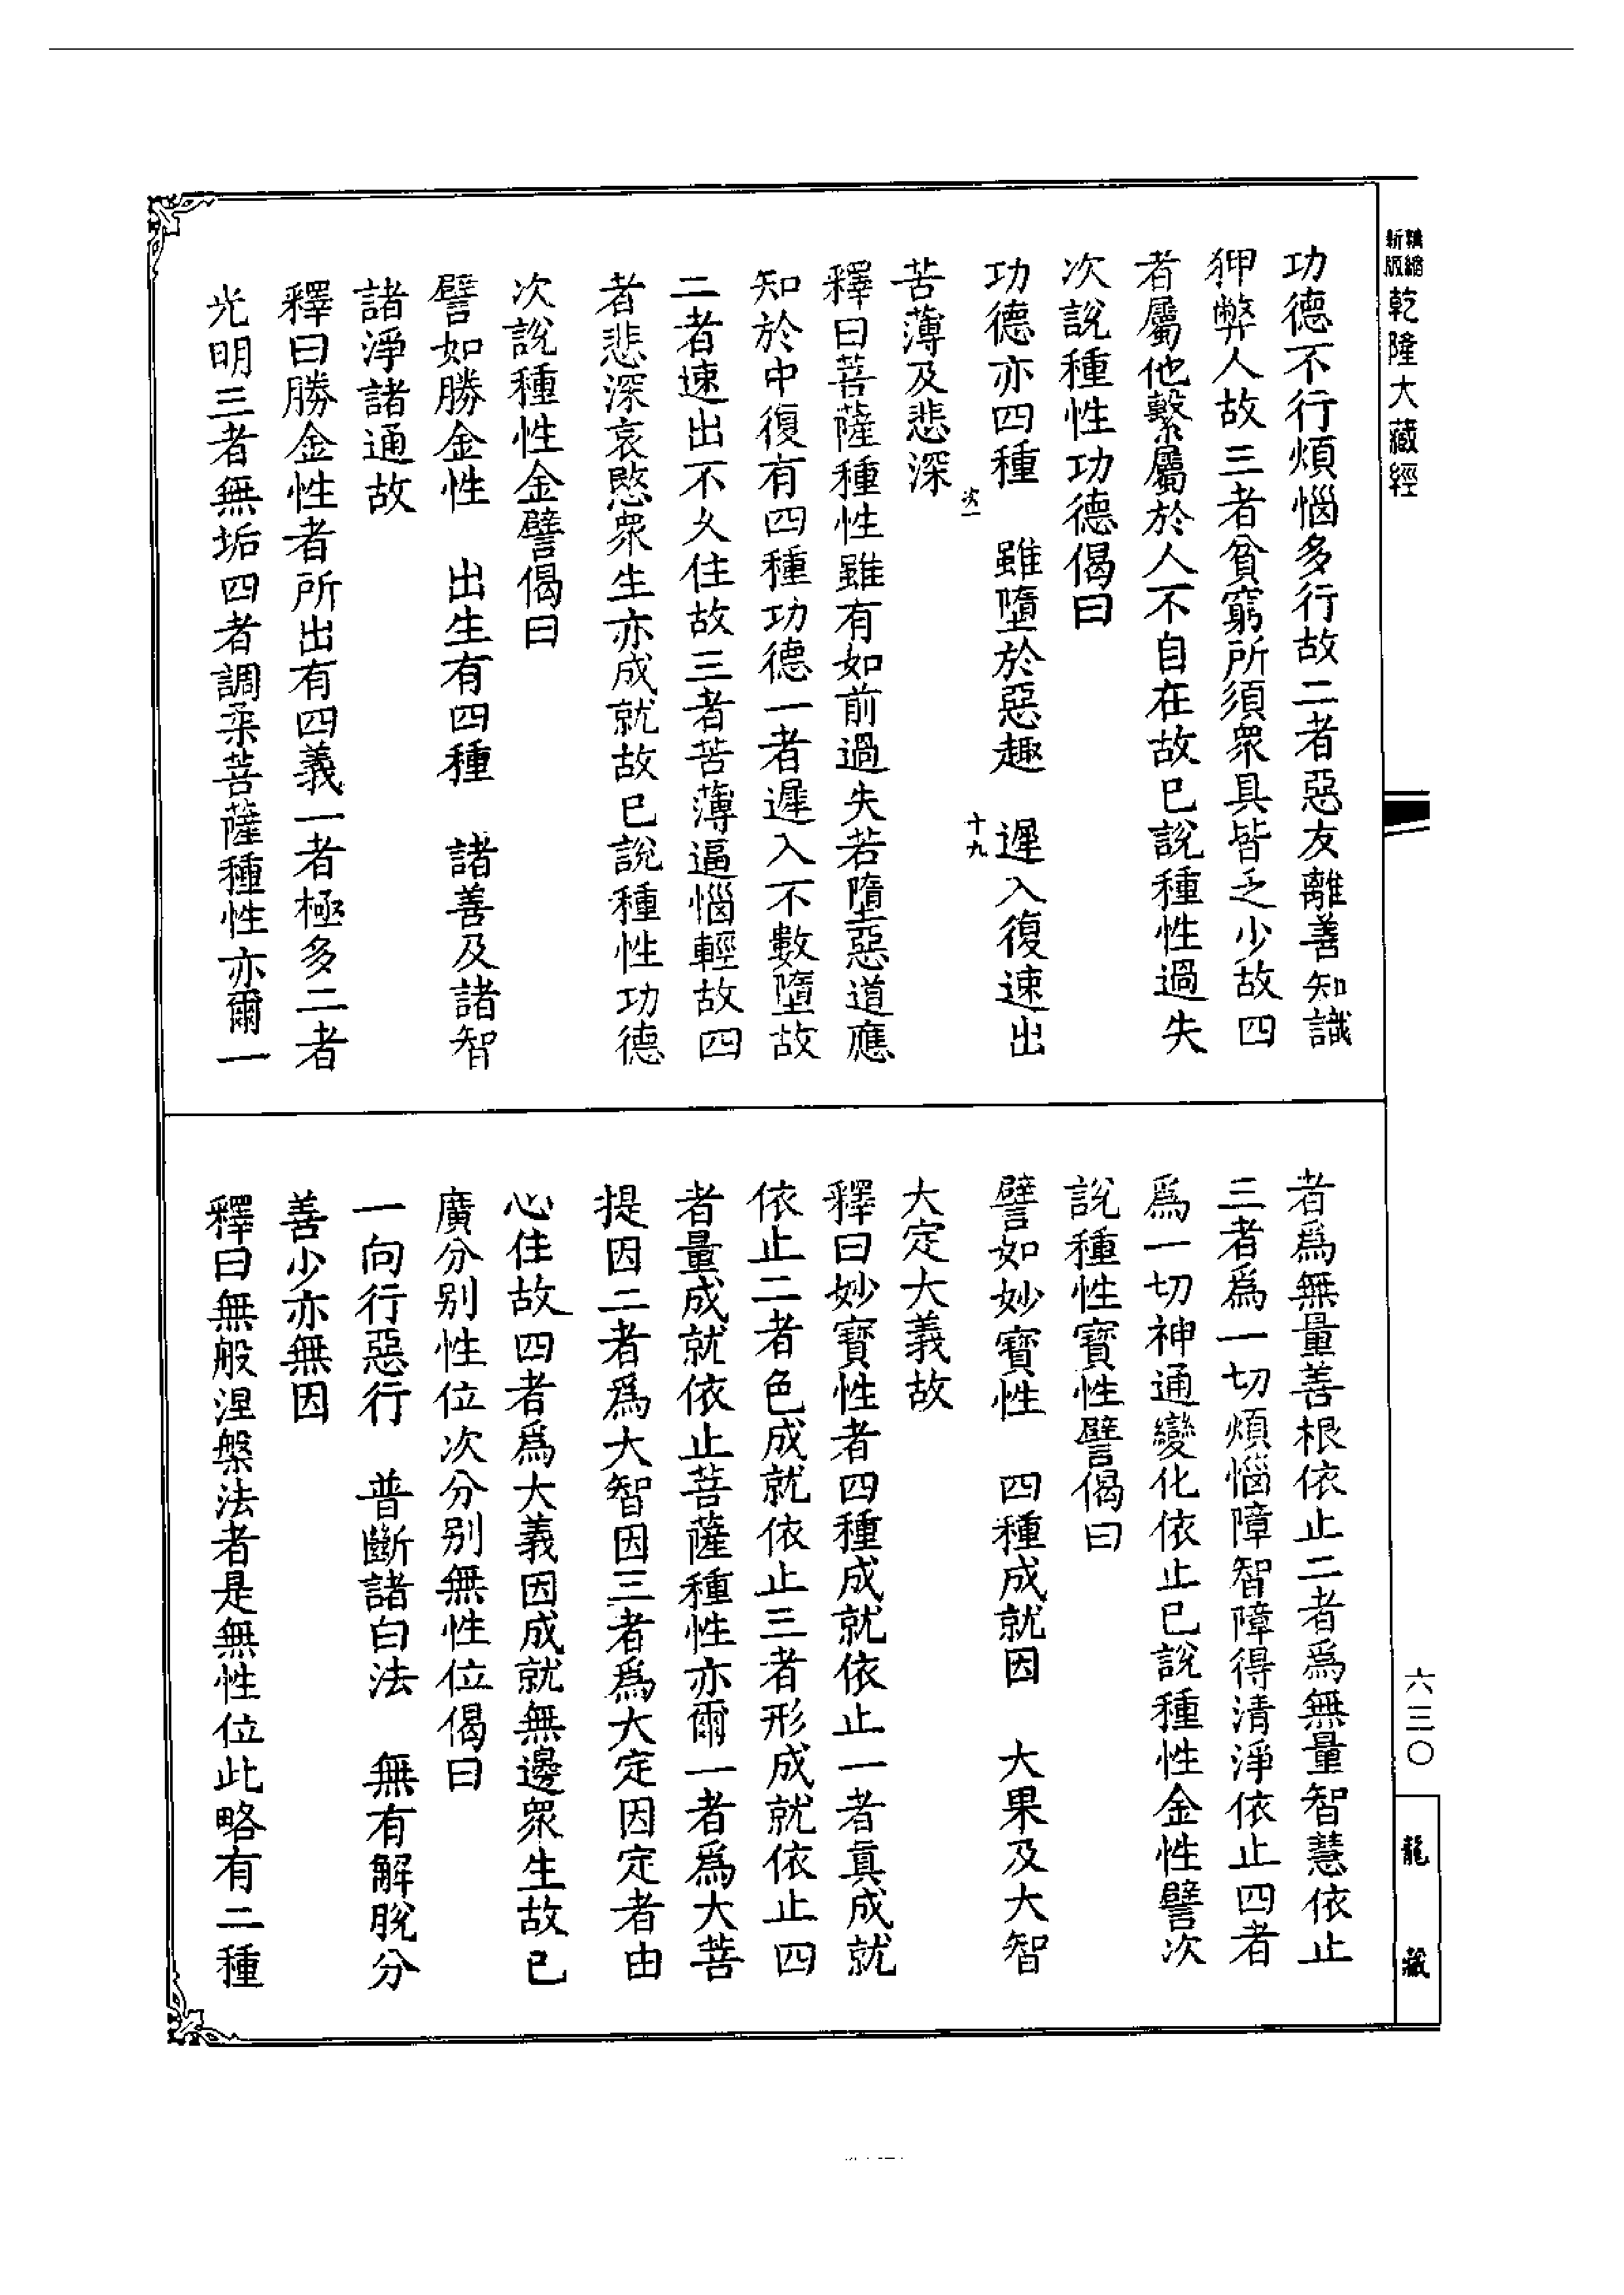 新縮
版縮
乾隆大藏經
功德不行煩惱多行故二者惡友離善知識
狎弊人故三者貧窮所須衆具皆乏少故四
者屬他繫屬於人不自在故已說種性過失
次說種性功德偈曰
功德亦四種　雖墮於惡趣　遲入復速出
十九
苦薄及悲深
釋曰菩薩種性雖有如前過失若墮惡道應
知於中復有四種功德一者遲入不數墮故
二者速出不久住故三者苦薄逼惱輕故四
者悲深哀愍衆生亦成就故已說種性功德
次說種性金譬偈曰
譬如勝金性　出生有四種　諸善及諸智
諸淨諸通故
釋曰勝金性者所出有四義一者極多二者
光明三者無垢四者調柔菩薩種性亦爾一
者爲無量善根依止二者爲無量智慧依止
三者爲一切煩惱障智障得清淨依止四者
爲一切神通變化依止已說種性金性譬次
說種性寶性譬偈曰
譬如妙寶性　四種成就因　大果及大智
大定大義故
釋曰妙寶性者四種成就依止一者真成就
依止二者色成就依止三者形成就依止四
者量成就依止菩薩種性亦爾一者爲大菩
提因二者爲大智因三者爲大定因定者由
心住故四者爲大義因成就無邊衆生故已
廣分別性位次分別無性位偈曰
一向行惡行　普斷諸白法　無有解脫分
善少亦無因
釋曰無般涅槃法者是無性位此略有二種
六三〇
龍藏